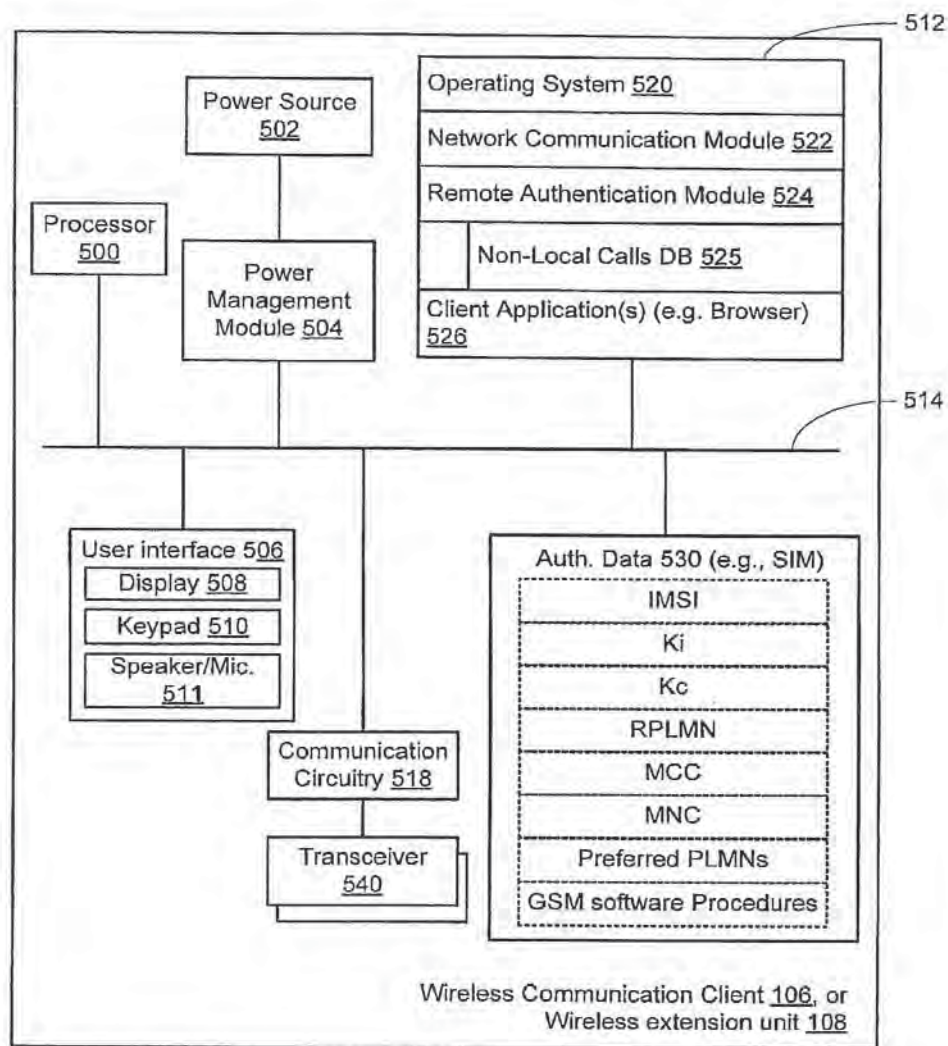 512
Operating System 520
Power Source
502
Network Communication Module 522
Remote Authentication Module 524
Processor
500
Non-Local Calls DB 525
Power
Management
Module 504
Client Application(s) (e.g. Browser)
526
514
User interface 506
Display 508
Keypad 510
Speaker/Mic.
511
Auth. Data 530 (e.g., SIM)
IMSI
Ki
Kc
RPLMN
MCC
MNC
Preferred PLMNs
GSM software Procedures
Communication
Circuitry 518
Transceiver
540
Wireless Communication Client 106, or
Wireless extension unit 108